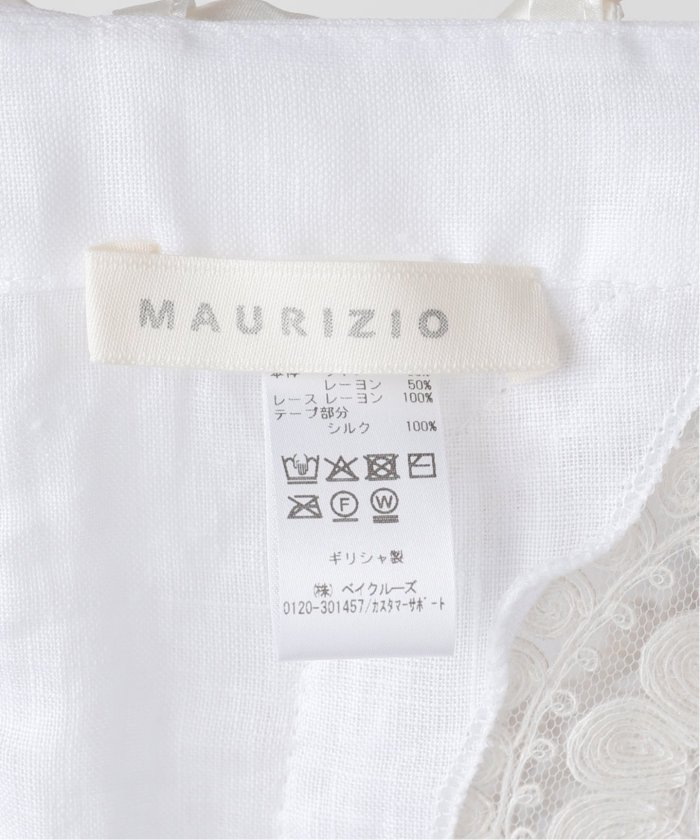 MAURIZIO
レーヨン 50%
レース レーヨン 100%
テープ部分
シルク 100%
F W
ギリシャ製
(株) ベイクルーズ
0120-301457/カスタマーサポート